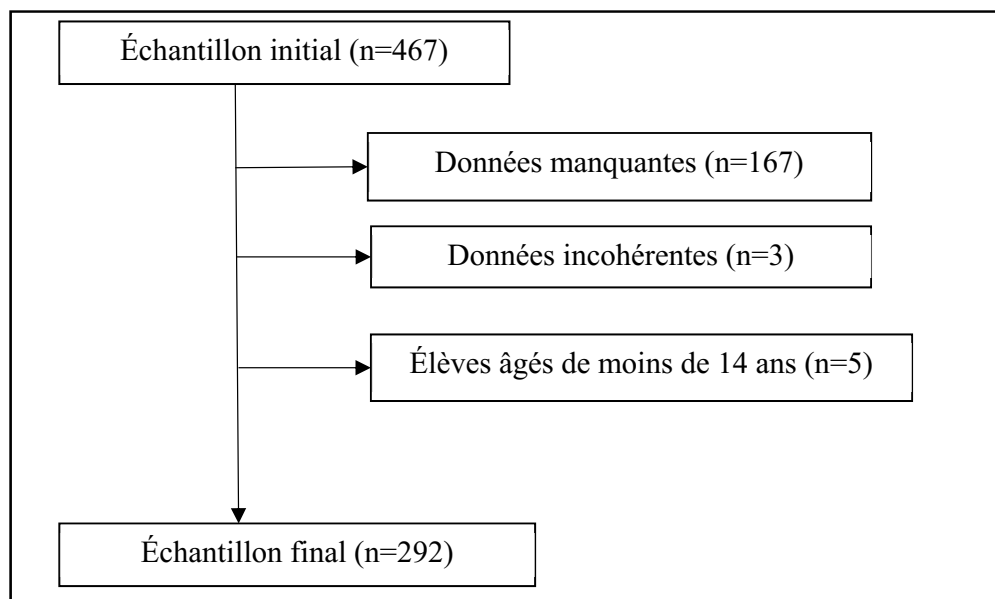 Échantillon initial (n=467)
Données manquantes (n=167)
Données incohérentes (n=3)
Élèves âgés de moins de 14 ans (n=5)
Échantillon final (n=292)